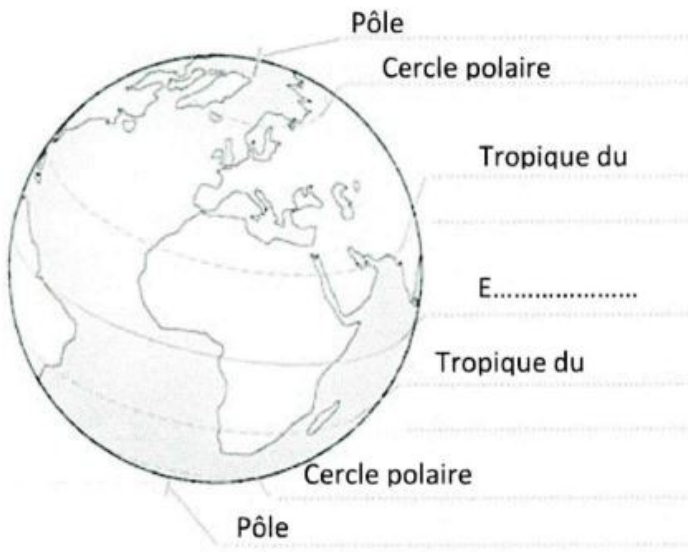 Pôle
Cercle polaire
Tropique du
E.....................
Tropique du
Cercle polaire
Pôle